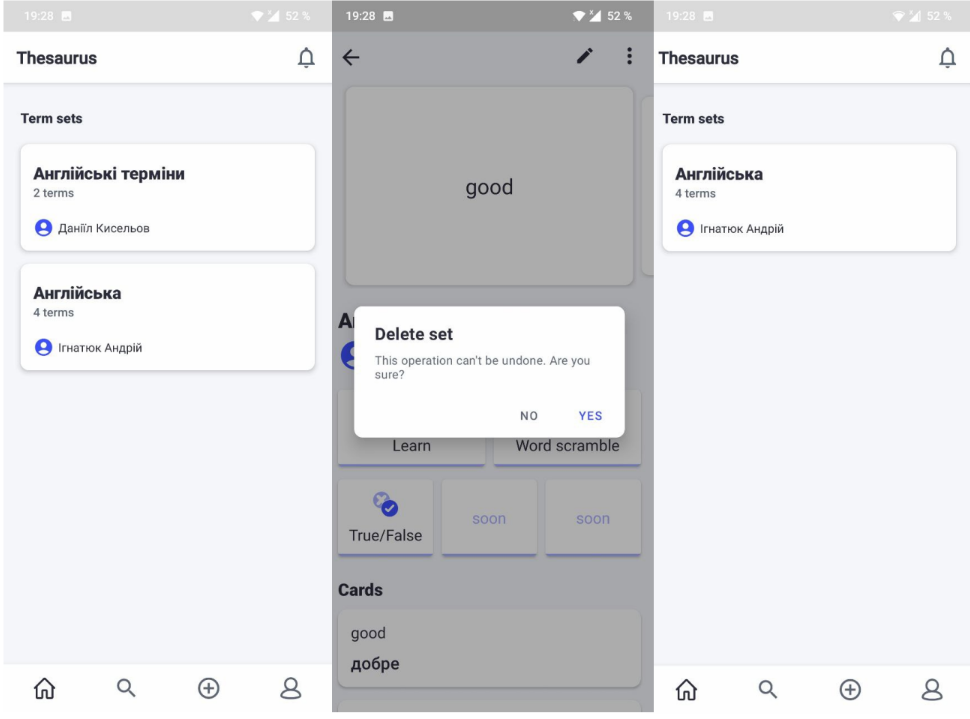 19:28 52 %
Thesaurus
Term sets
Англійські терміни
2 terms
Даніїл Кисельов
Англійська
4 terms
Ігнатюк Андрій
19:28 52 %
good
Delete set
This operation can't be undone. Are you
sure?
NO YES
Learn Word scramble
True/False soon soon
Cards
good
добре
19:28 52 %
Thesaurus
Term sets
Англійська
4 terms
Ігнатюк Андрій